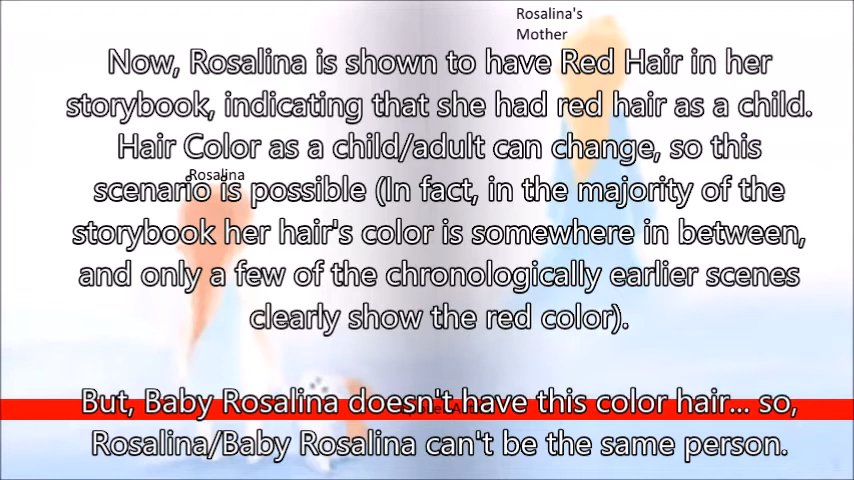 Rosalina's
Mother
Now, Rosalina is shown to have Red Hair in her
storybook, indicating that she had red hair as a child.
Hair Color as a child/adult can change, so this
Rosalina
scenario is possible (In fact, in the majority of the
storybook her hair's color is somewhere in between,
and only a few of the chronologically earlier scenes
clearly show the red color).
But, Baby Rosalina doesn't have this color hair... so,
Rosalina/Baby Rosalina can't be the same person.